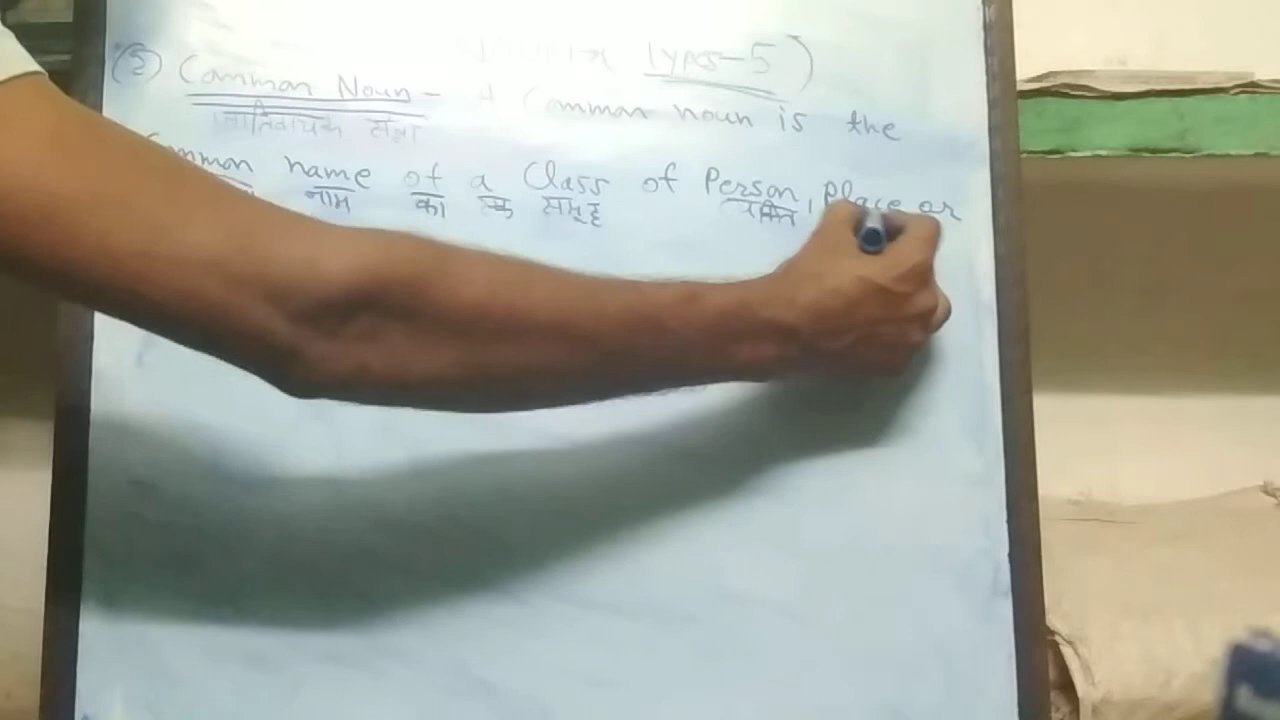 Types-5)
(2) Common Noun - A Common noun is the
जातिवाचक संज्ञा
Common name of a Class of Person, Place or
नाम का एक समूह व्यक्ति